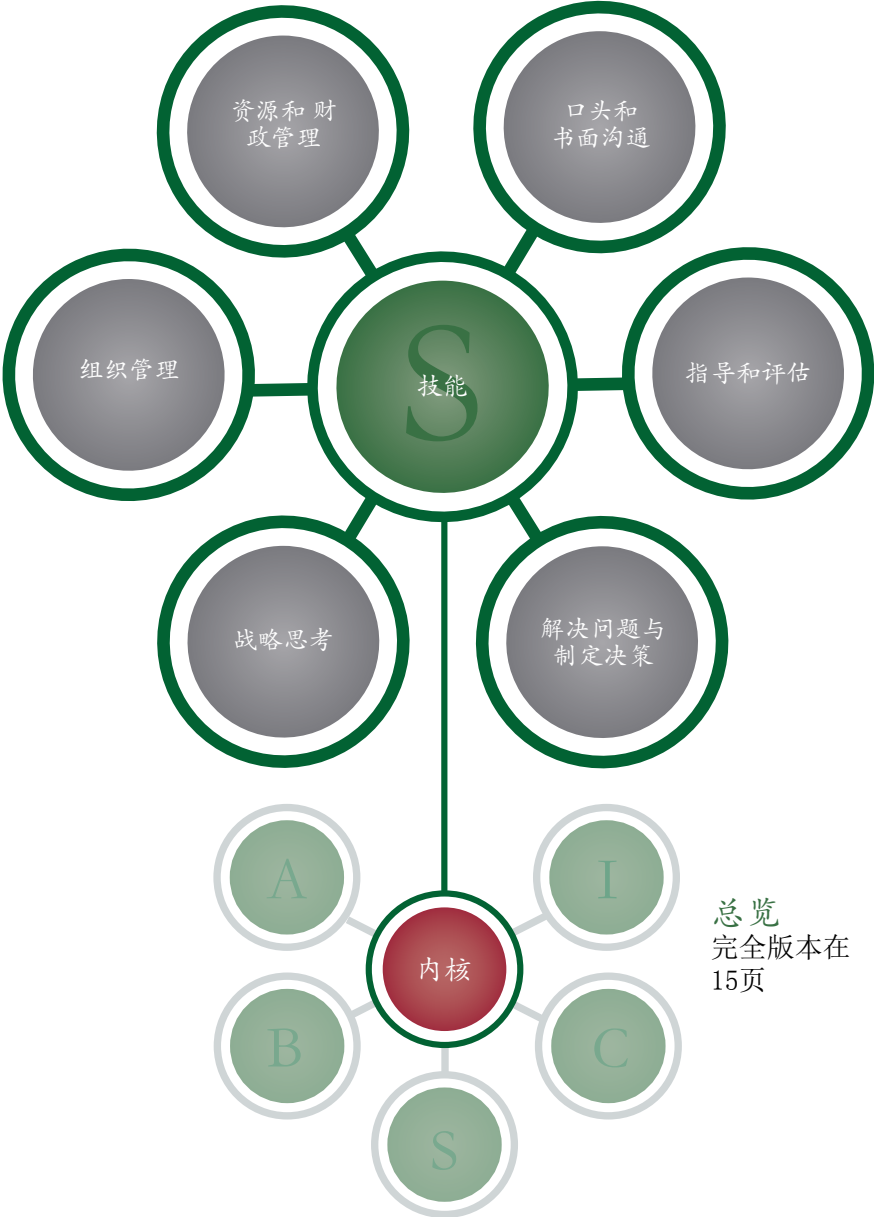 资源和 财
政管理
口头和
书面沟通
组织管理
S
技能
指导和评估
战略思考
解决问题与
制定决策
A
I
内核
总览
完全版本在
15页
B
C
S